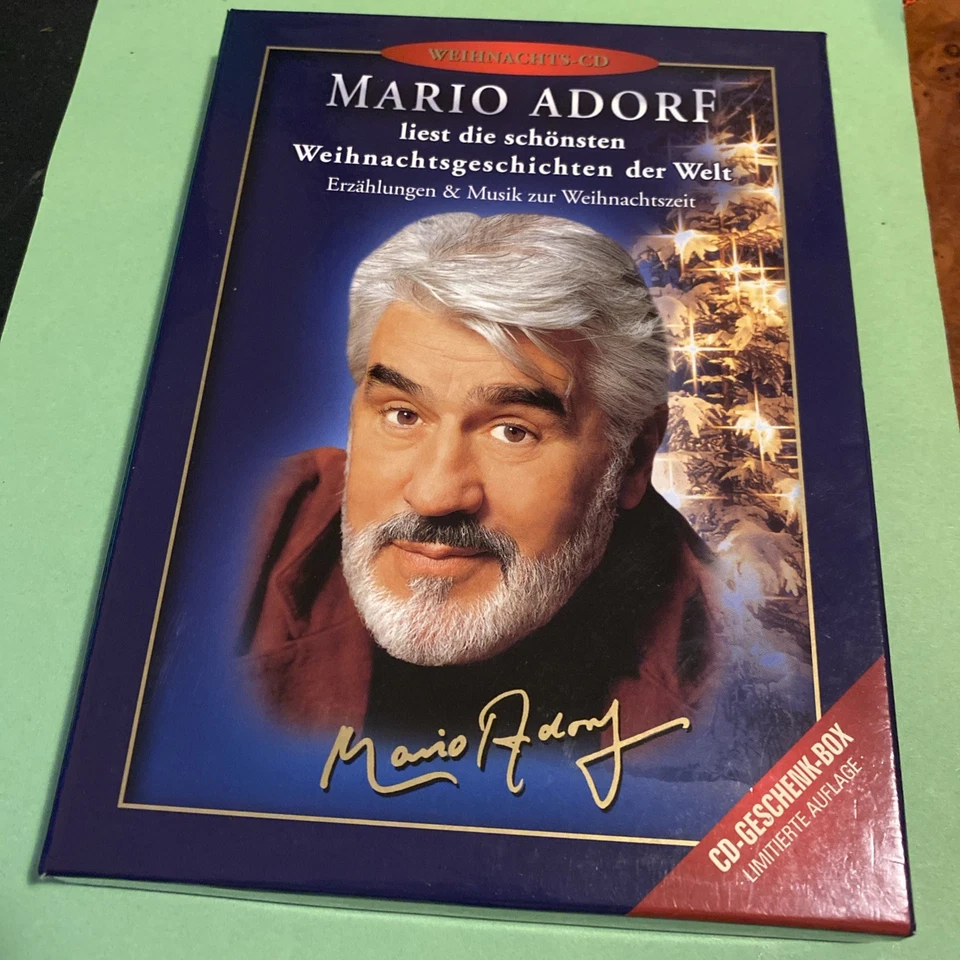 WEIHNACHTS-CD
MARIO ADORF
liest die schönsten
Weihnachtsgeschichten der Welt
Erzählungen & Musik zur Weihnachtszeit
Mario Adorf
CD-GESCHENK-BOX
LIMITIERTE AUFLAGE